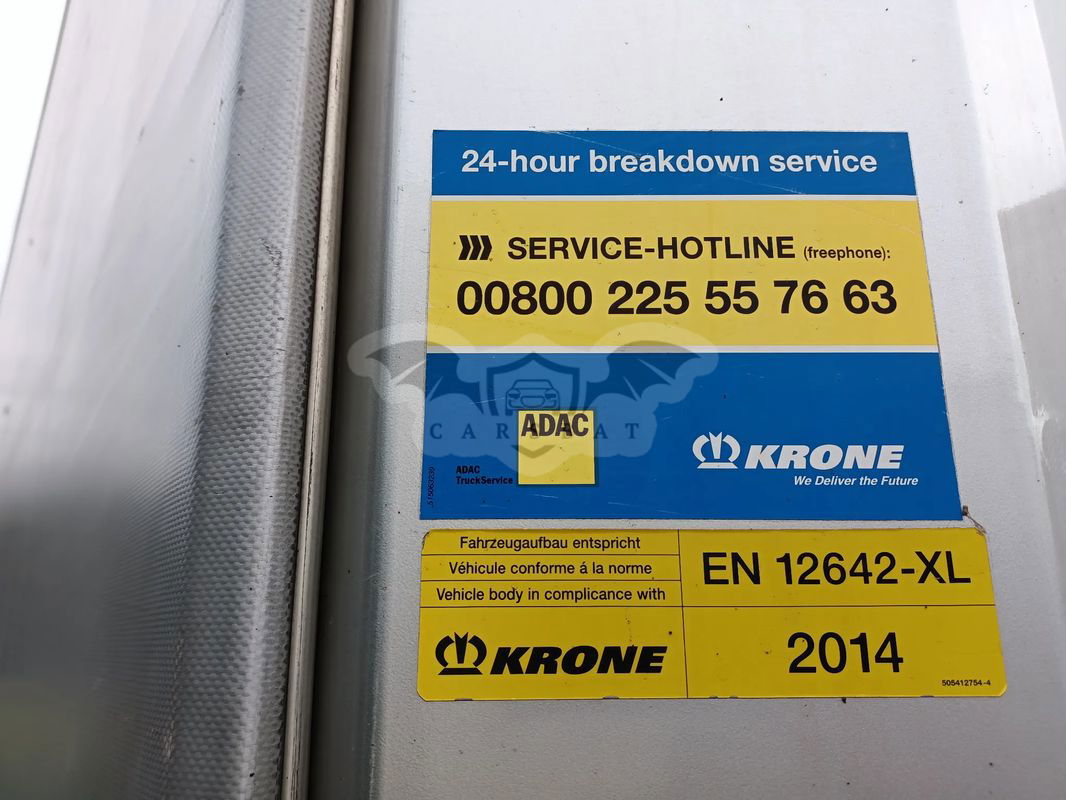 24-hour breakdown service
SERVICE-HOTLINE (freephone):
00800 225 55 76 63
CARSBAT
ADAC
ADAC
TruckService
KRONE
We Deliver the Future
515063239
Fahrzeugaufbau entspricht
Véhicule conforme á la norme
Vehicle body in complicance with
EN 12642-XL
KRONE
2014
505412754-4